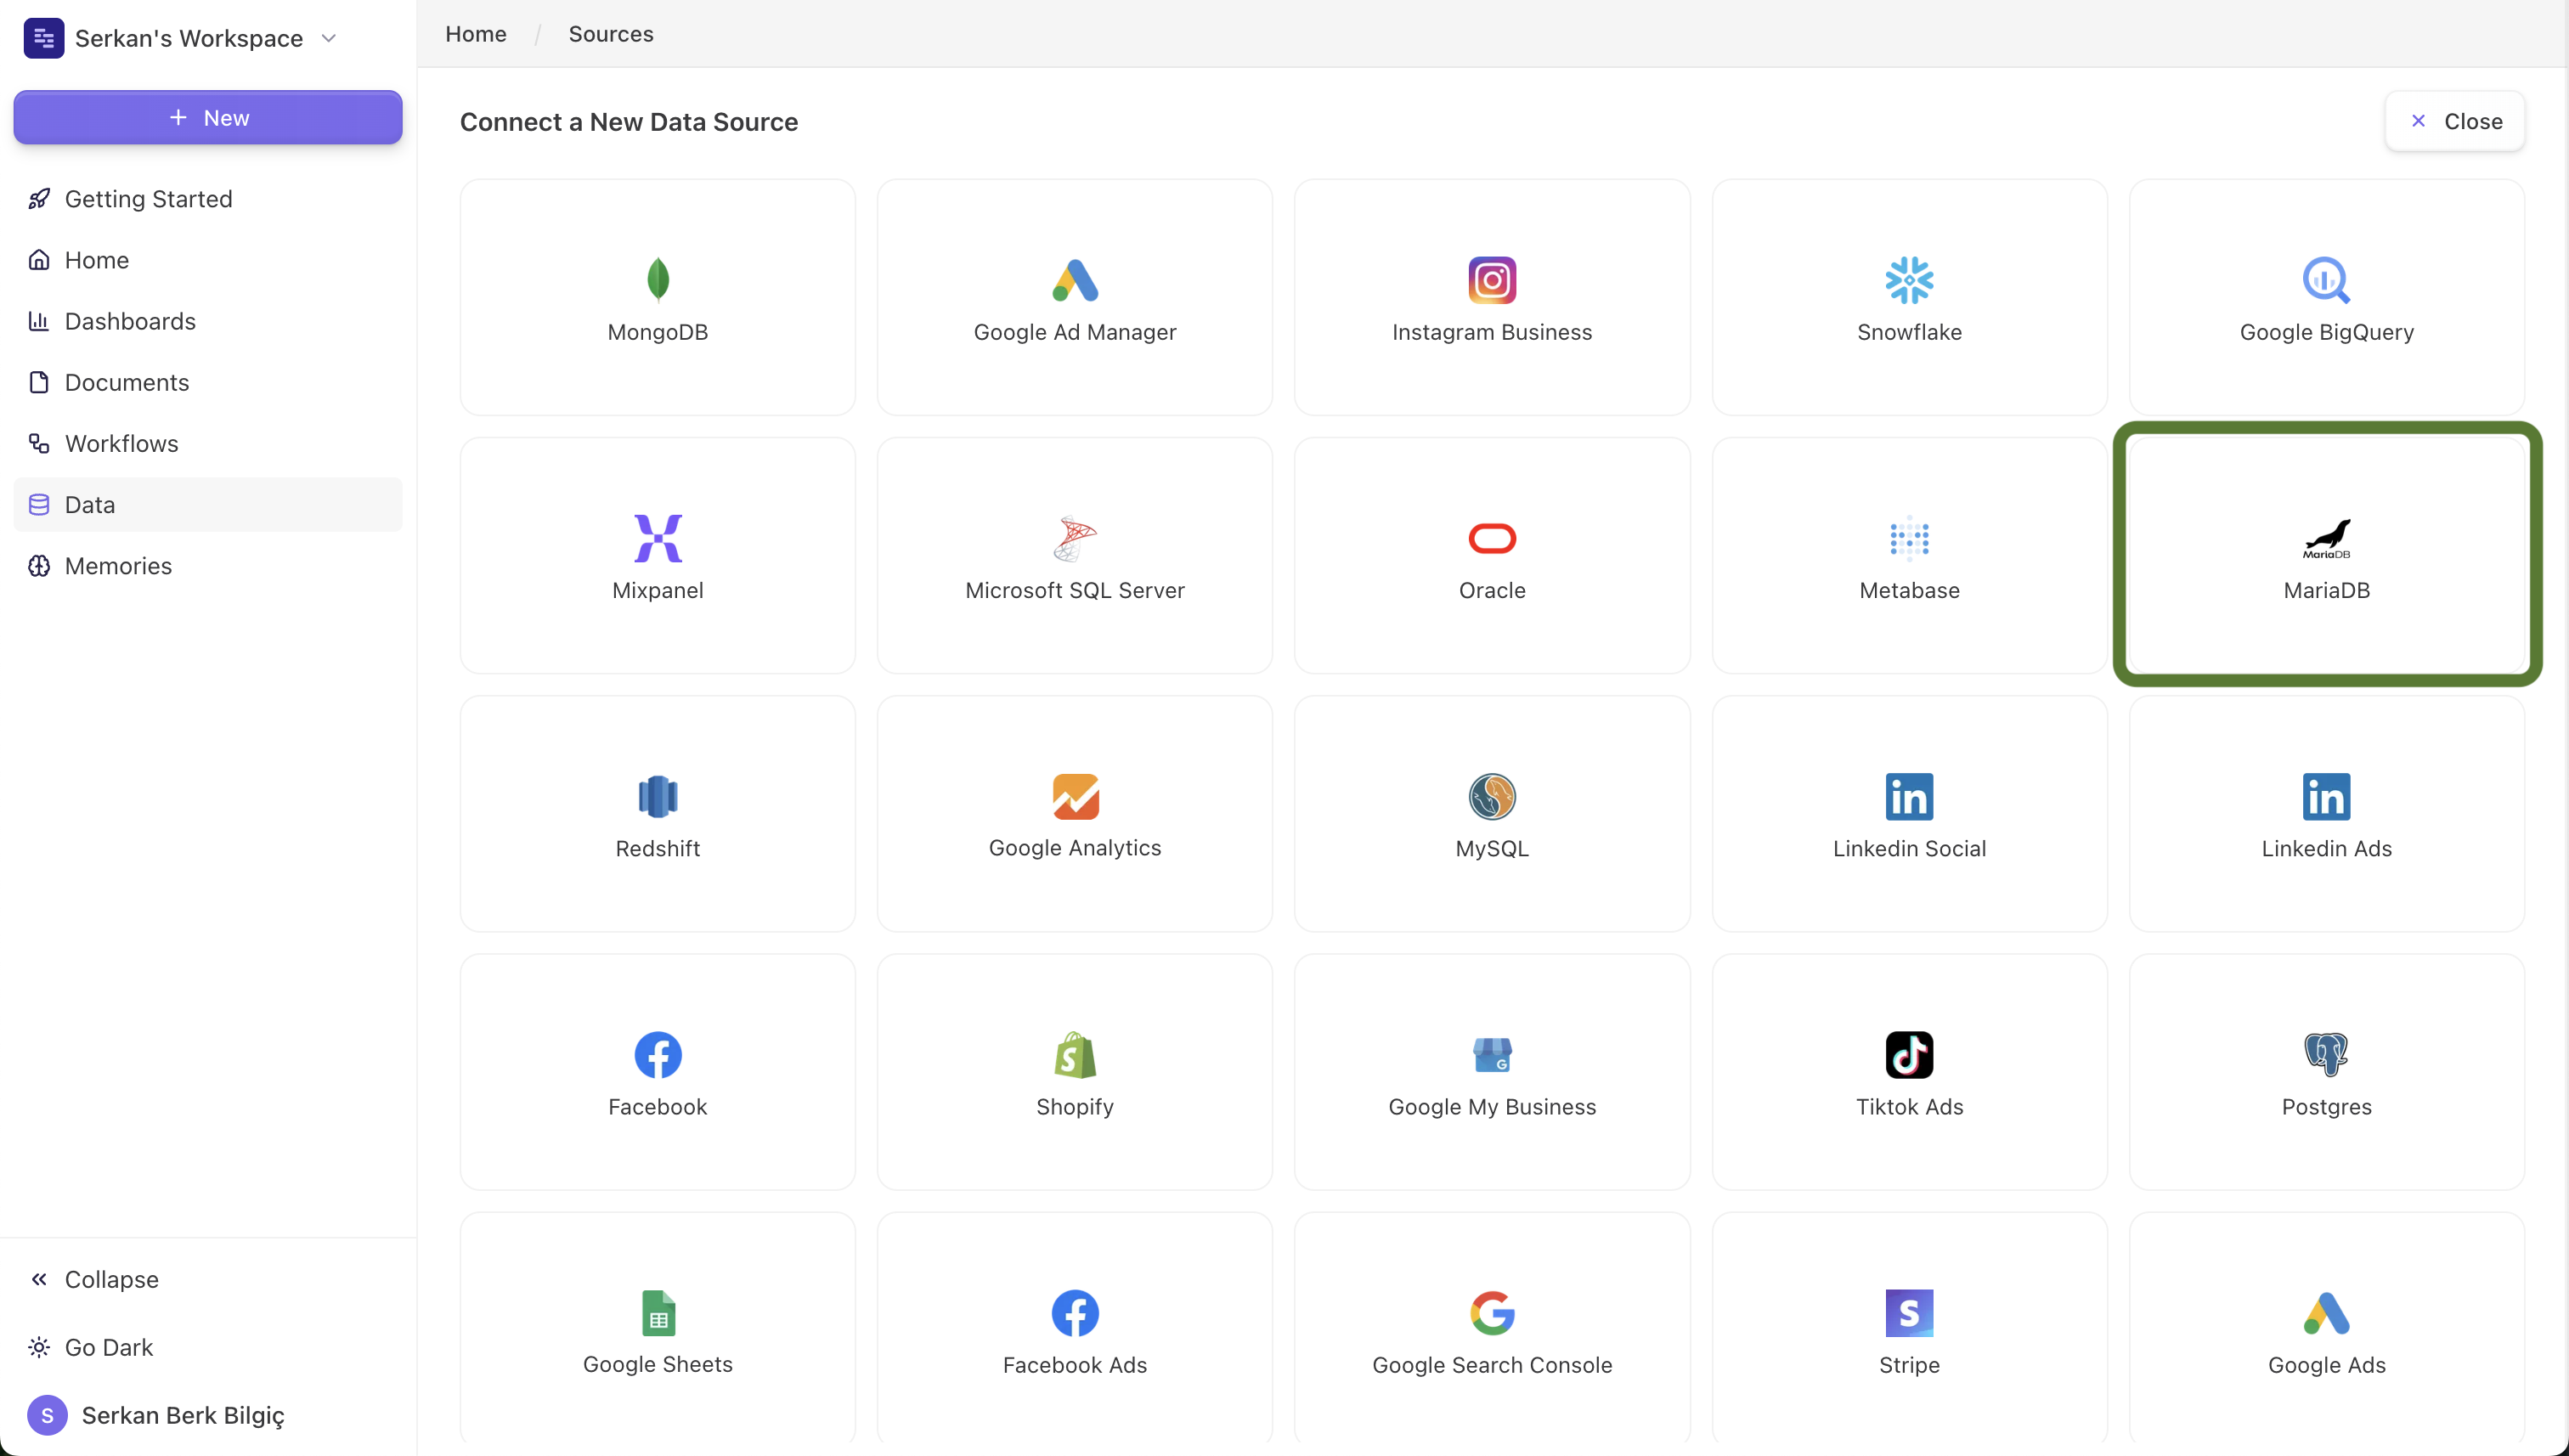 Serkan's Workspace
New
Getting Started
Home
Dashboards
Documents
Workflows
Data
Memories
Collapse
Go Dark
S
Serkan Berk Bilgiç
Home / Sources
Connect a New Data Source
Close
MongoDB
Google Ad Manager
Instagram Business
Snowflake
Google BigQuery
Mixpanel
Microsoft SQL Server
Oracle
Metabase
MariaDB
MariaDB
Redshift
Google Analytics
MySQL
in
Linkedin Social
in
Linkedin Ads
Facebook
Shopify
Google My Business
Tiktok Ads
Postgres
Google Sheets
Facebook Ads
Google Search Console
Stripe
Google Ads